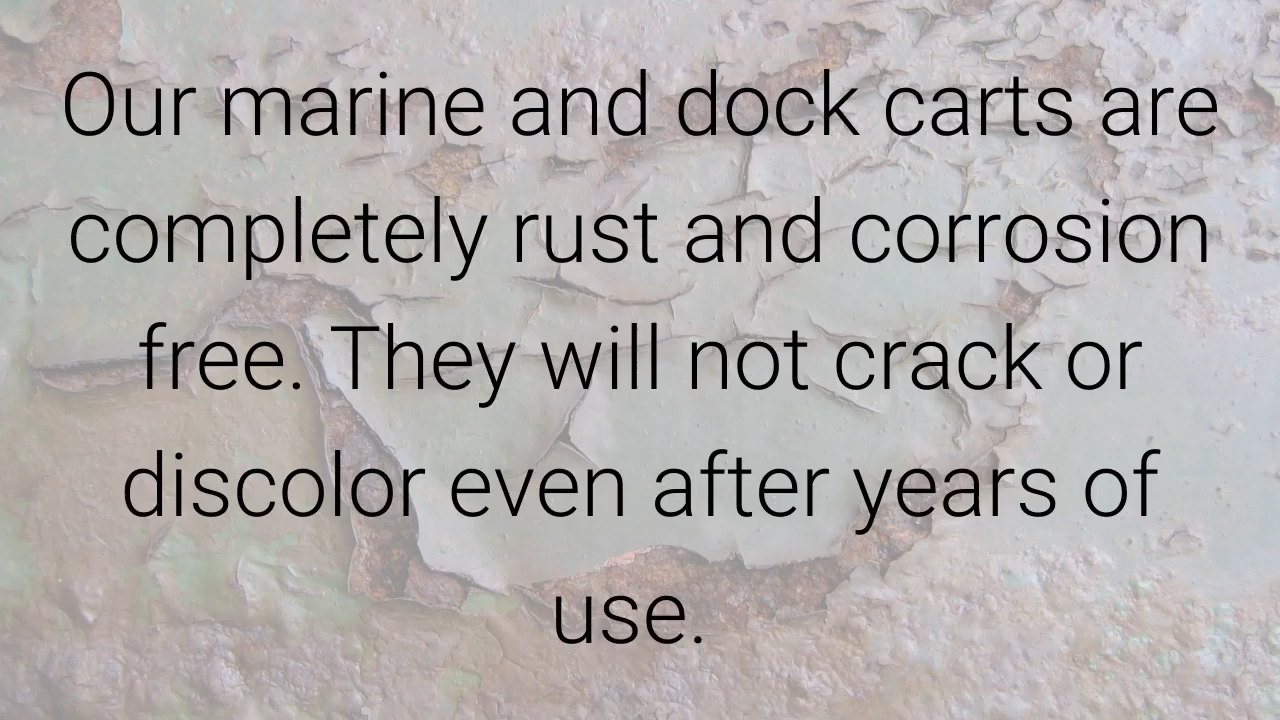 Our marine and dock carts are
completely rust and corrosion
free. They will not crack or
discolor even after years of
use.